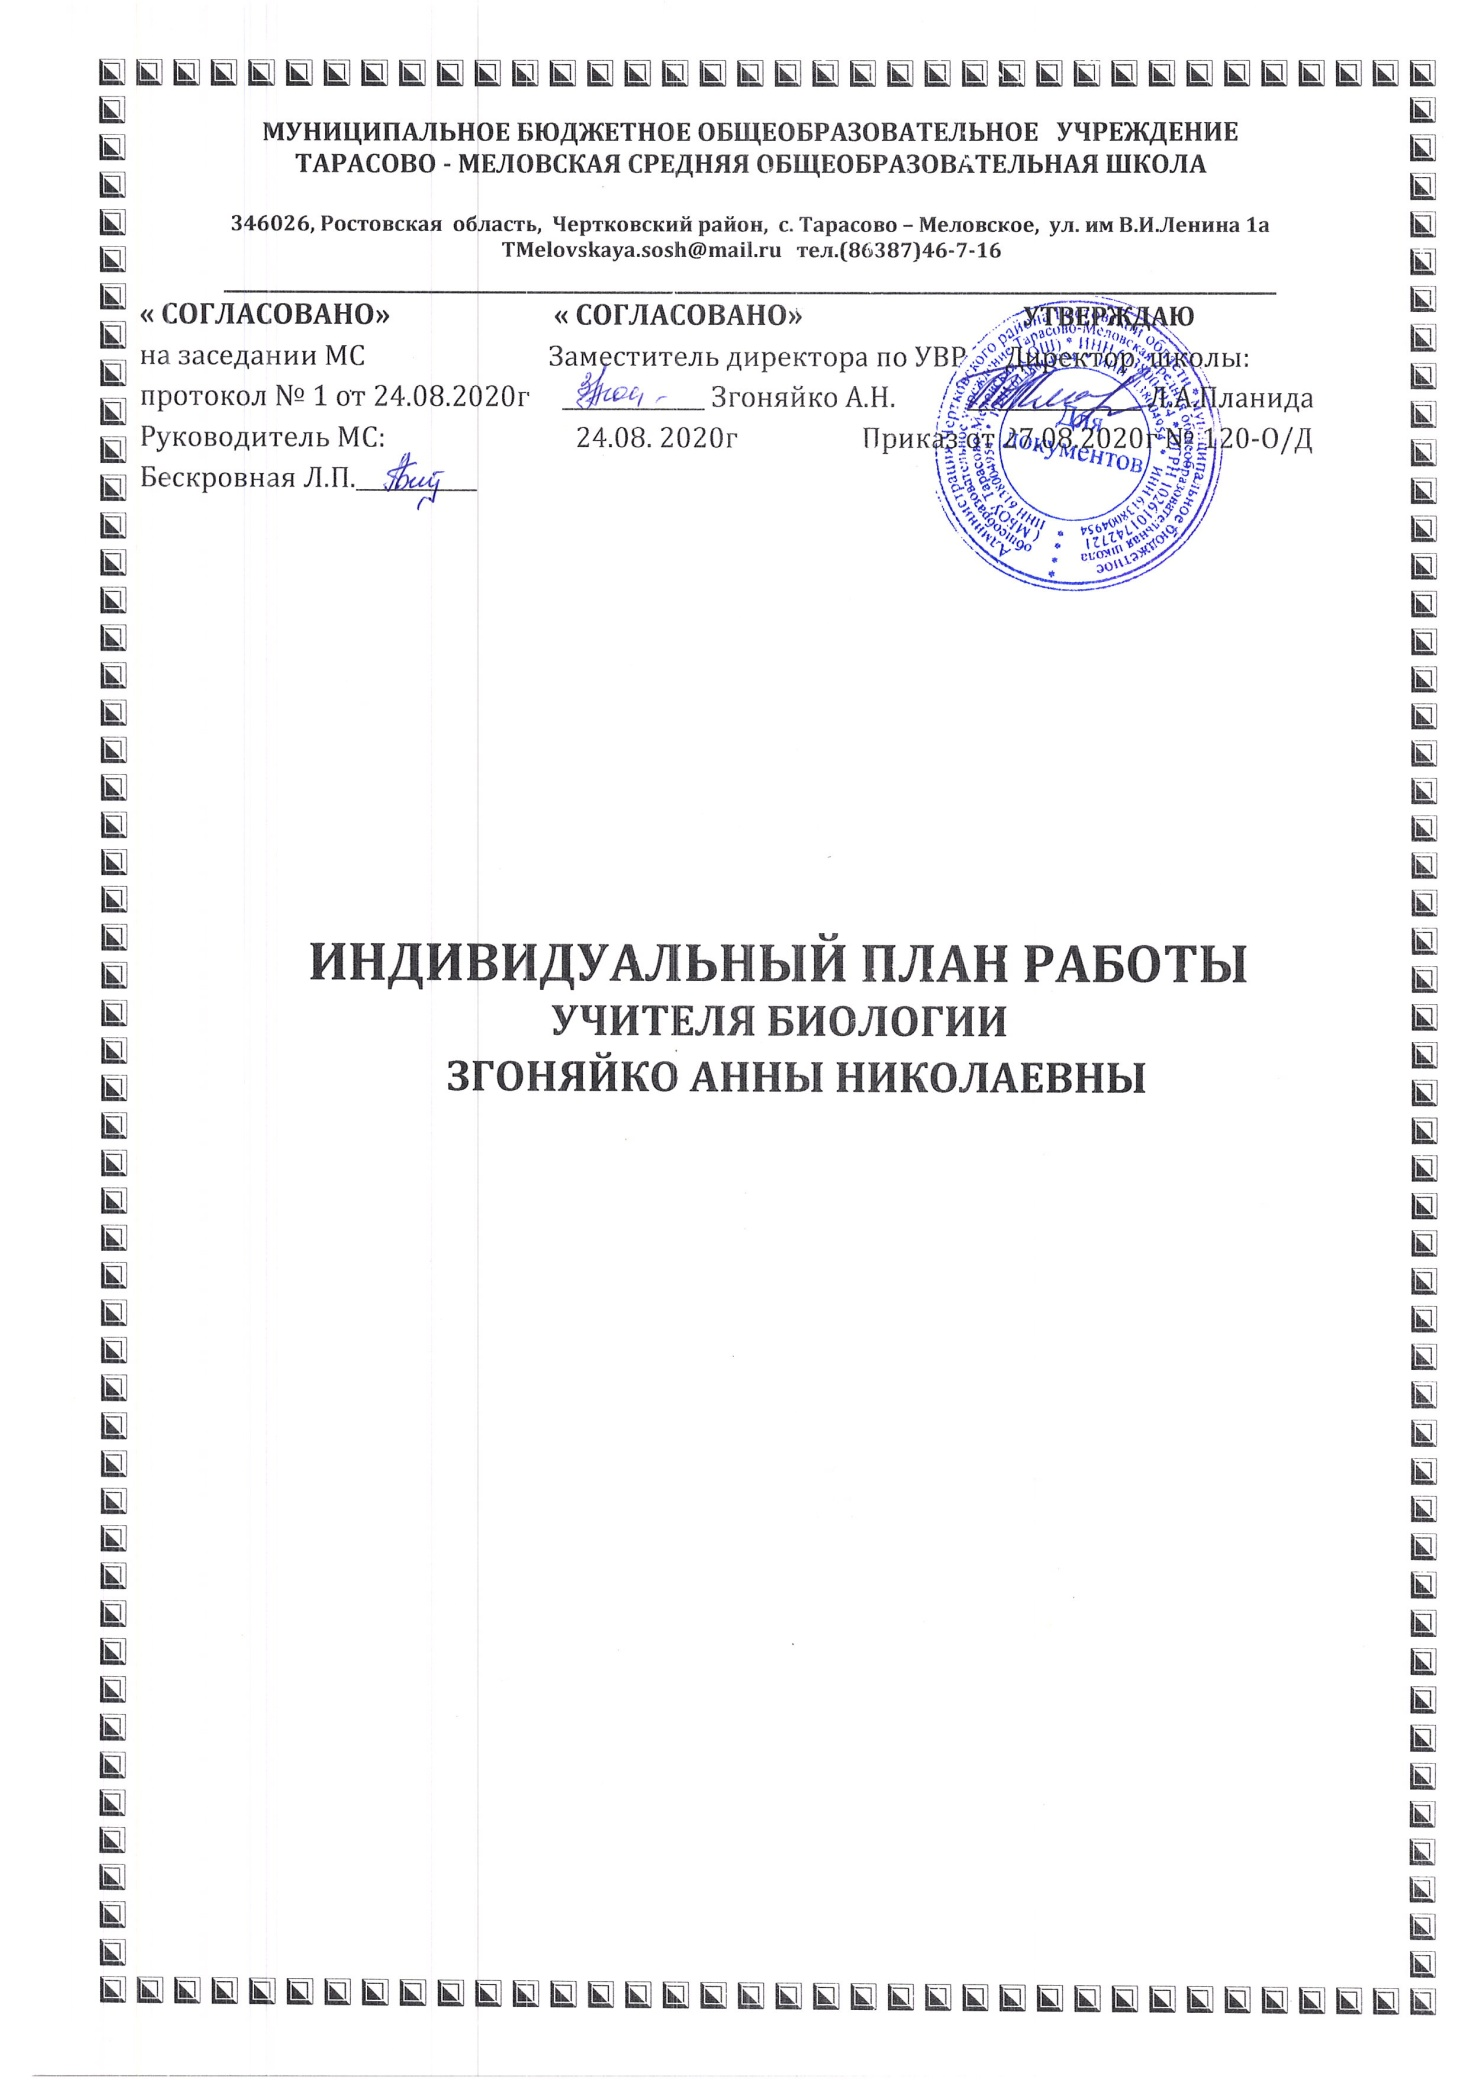 МУНИЦИПАЛЬНОЕ БЮДЖЕТНОЕ ОБЩЕОБРАЗОВАТЕЛЬНОЕ УЧРЕЖДЕНИЕ
ТАРАСОВО - МЕЛОВСКАЯ СРЕДНЯЯ ОБЩЕОБРАЗОВАТЕЛЬНАЯ ШКОЛА
346026, Ростовская область, Чертковский район, с. Тарасово – Меловское, ул. им В.И.Ленина 1а
TMelovskaya.sosh@mail.ru тел.(86387)46-7-16
« СОГЛАСОВАНО» « СОГЛАСОВАНО» УТВЕРЖДАЮ
на заседании МС Заместитель директора по УВР Директор школы:
протокол № 1 от 24.08.2020г Згоняйко А.Н. Л.А.Планида
Руководитель МС: 24.08. 2020г Приказ от 27.08.2020г № 120-О/Д
Бескровная Л.П.
Для
документов
ИНДИВИДУАЛЬНЫЙ ПЛАН РАБОТЫ
УЧИТЕЛЯ БИОЛОГИИ
ЗГОНЯЙКО АННЫ НИКОЛАЕВНЫ